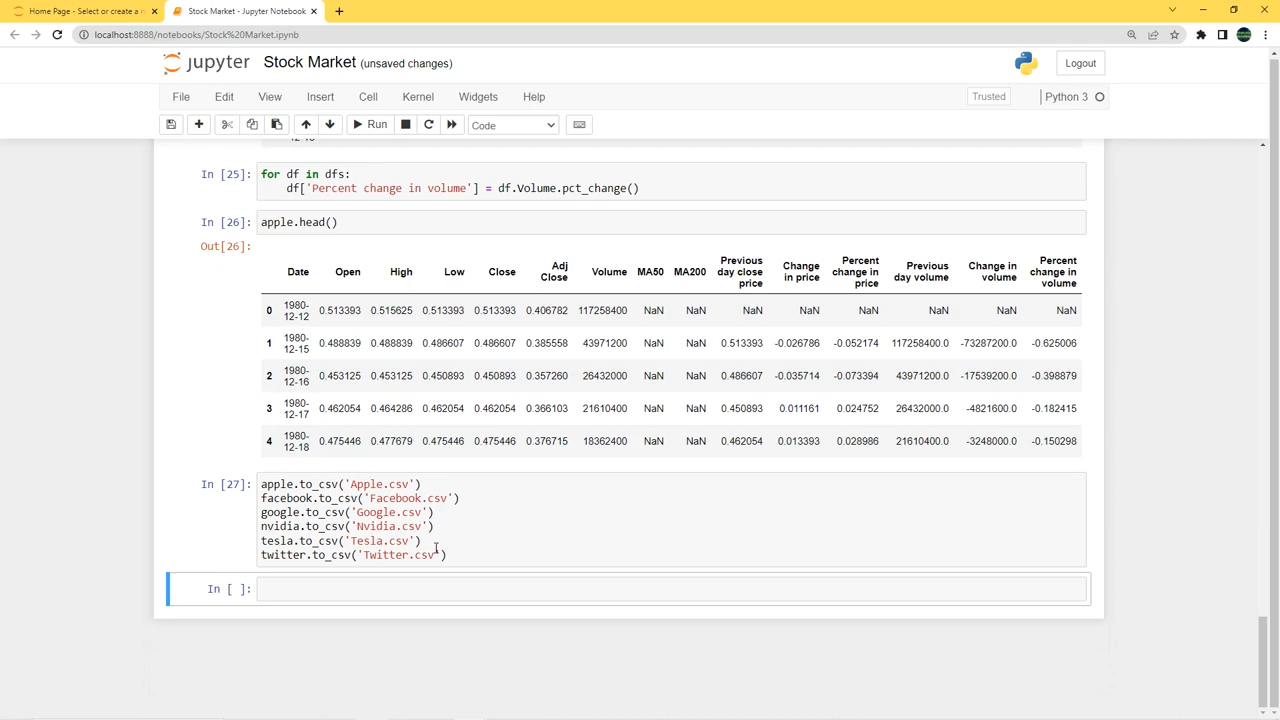 Home Page - Select or create a n
Stock Market - Jupyter Notebook
localhost:8888/notebooks/Stock%20Market.ipynb
jupyter Stock Market (unsaved changes) Logout
File Edit View Insert Cell Kernel Widgets Help Trusted Python 3
Run Code
In [25]: for df in dfs:
df['Percent change in volume'] = df.Volume.pct_change()
In [26]: apple.head()
Out[26]:
Date Open High Low Close Adj Close Volume MA50 MA200 Previous day close price Change in price Percent change in price Previous day volume Change in volume Percent change in volume
0 1980-12-12 0.513393 0.515625 0.513393 0.513393 0.406782 117258400 NaN NaN NaN NaN NaN NaN NaN NaN
1 1980-12-15 0.488839 0.488839 0.486607 0.486607 0.385558 43971200 NaN NaN 0.513393 -0.026786 -0.052174 117258400.0 -73287200.0 -0.625006
2 1980-12-16 0.453125 0.453125 0.450893 0.450893 0.357260 26432000 NaN NaN 0.486607 -0.035714 -0.073394 43971200.0 -17539200.0 -0.398879
3 1980-12-17 0.462054 0.464286 0.462054 0.462054 0.366103 21610400 NaN NaN 0.450893 0.011161 0.024752 26432000.0 -4821600.0 -0.182415
4 1980-12-18 0.475446 0.477679 0.475446 0.475446 0.376715 18362400 NaN NaN 0.462054 0.013393 0.028986 21610400.0 -3248000.0 -0.150298
In [27]: apple.to_csv('Apple.csv')
facebook.to_csv('Facebook.csv')
google.to_csv('Google.csv')
nvidia.to_csv('Nvidia.csv')
tesla.to_csv('Tesla.csv')
twitter.to_csv('Twitter.csv')
In [ ]: